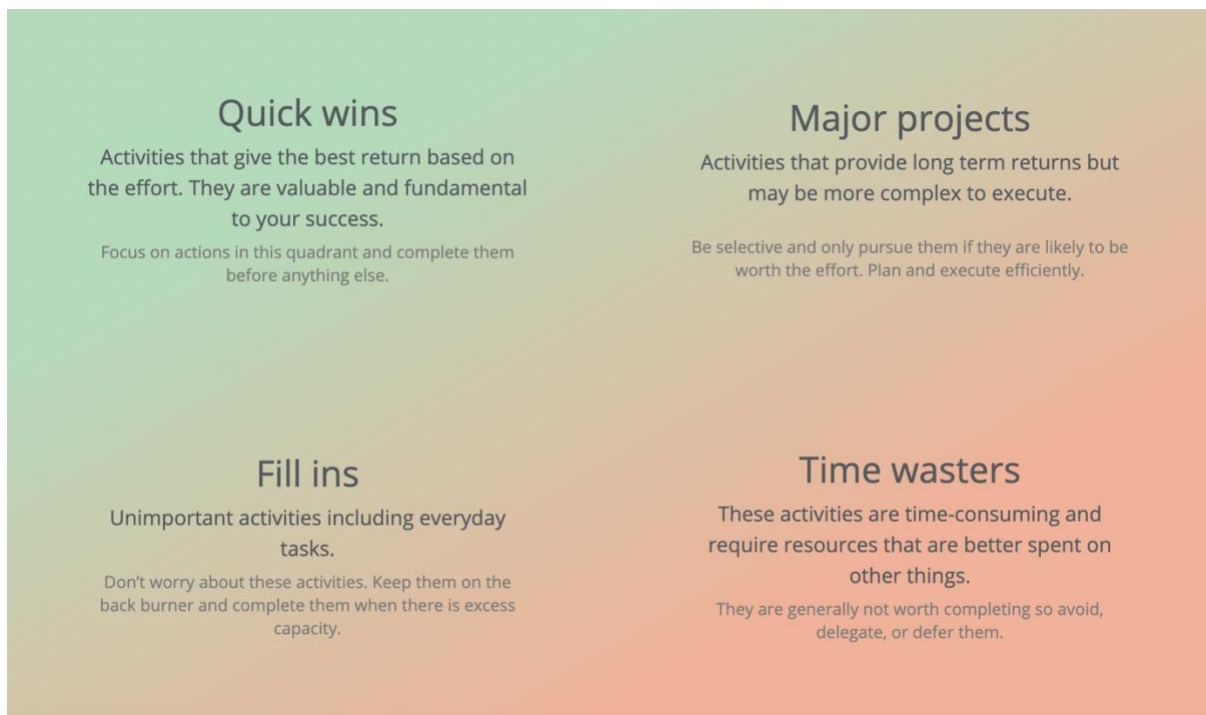 Quick wins
Activities that give the best return based on
the effort. They are valuable and fundamental
to your success.
Focus on actions in this quadrant and complete them
before anything else.
Major projects
Activities that provide long term returns but
may be more complex to execute.
Be selective and only pursue them if they are likely to be
worth the effort. Plan and execute efficiently.
Fill ins
Unimportant activities including everyday
tasks.
Don’t worry about these activities. Keep them on the
back burner and complete them when there is excess
capacity.
Time wasters
These activities are time-consuming and
require resources that are better spent on
other things.
They are generally not worth completing so avoid,
delegate, or defer them.